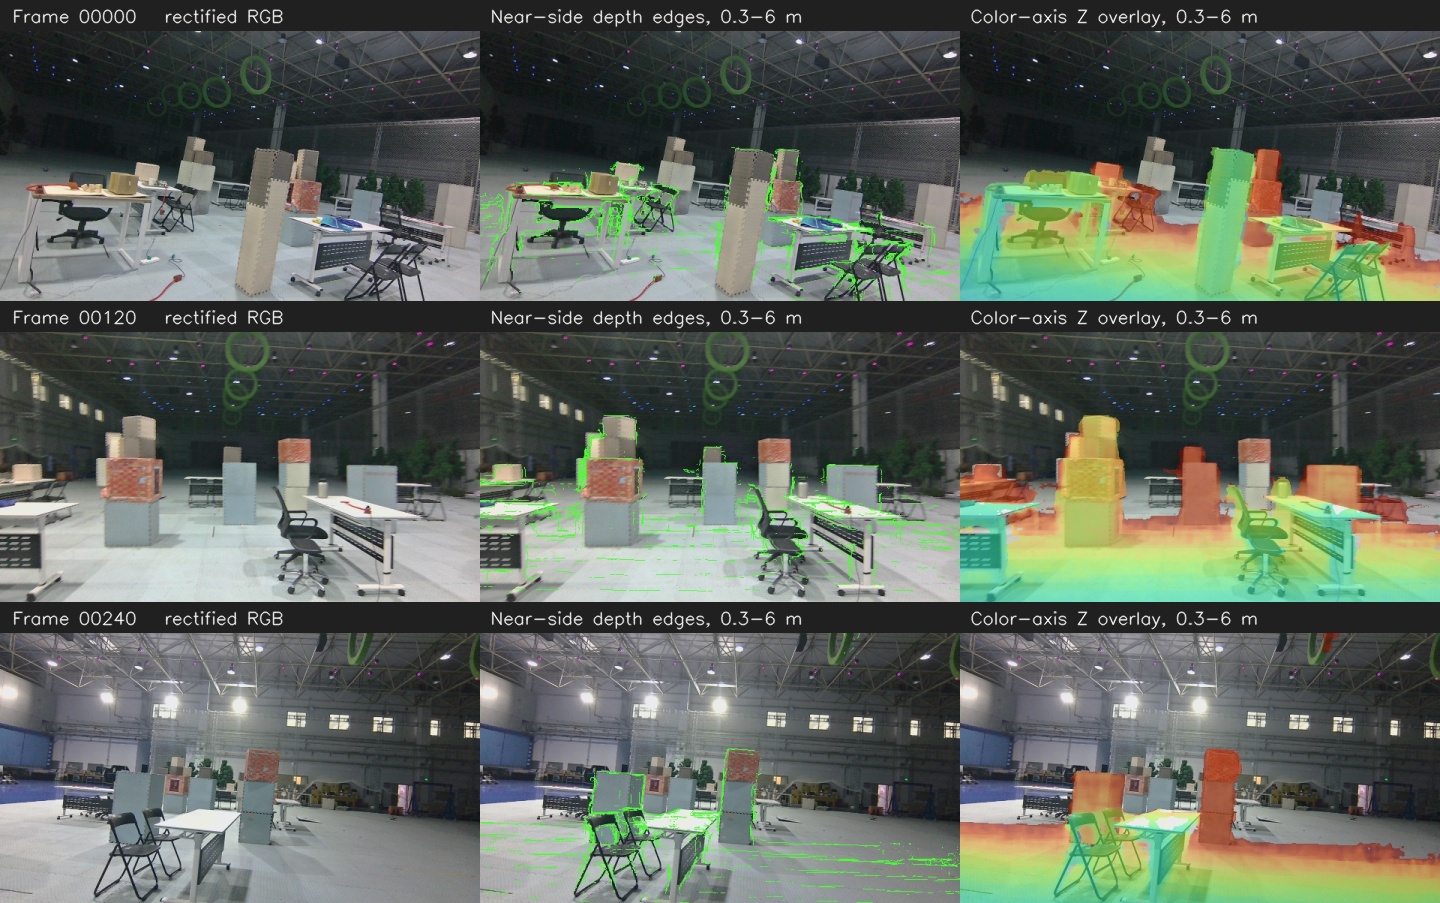 Frame 00000 rectified RGB
Near-side depth edges, 0.3-6 m
Color-axis Z overlay, 0.3-6 m
Frame 00120 rectified RGB
Near-side depth edges, 0.3-6 m
Color-axis Z overlay, 0.3-6 m
Frame 00240 rectified RGB
Near-side depth edges, 0.3-6 m
Color-axis Z overlay, 0.3-6 m